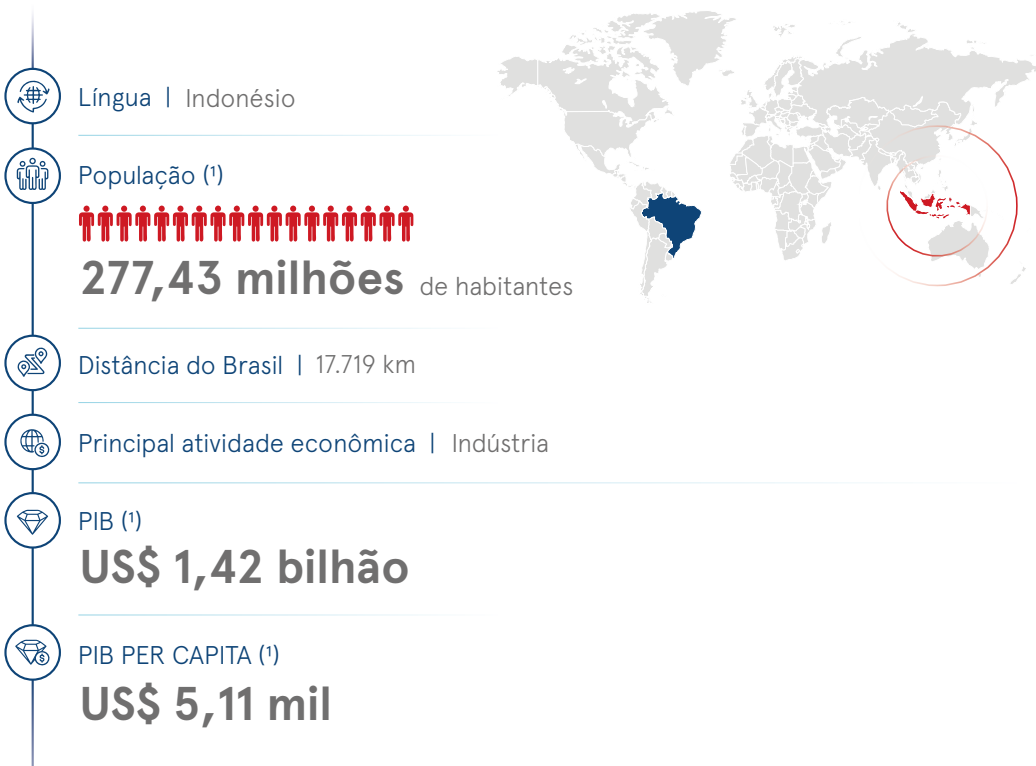 Língua | Indonésio
População (¹)
277,43 milhões de habitantes
Distância do Brasil | 17.719 km
Principal atividade econômica | Indústria
PIB (¹)
US$ 1,42 bilhão
PIB PER CAPITA (¹)
US$ 5,11 mil